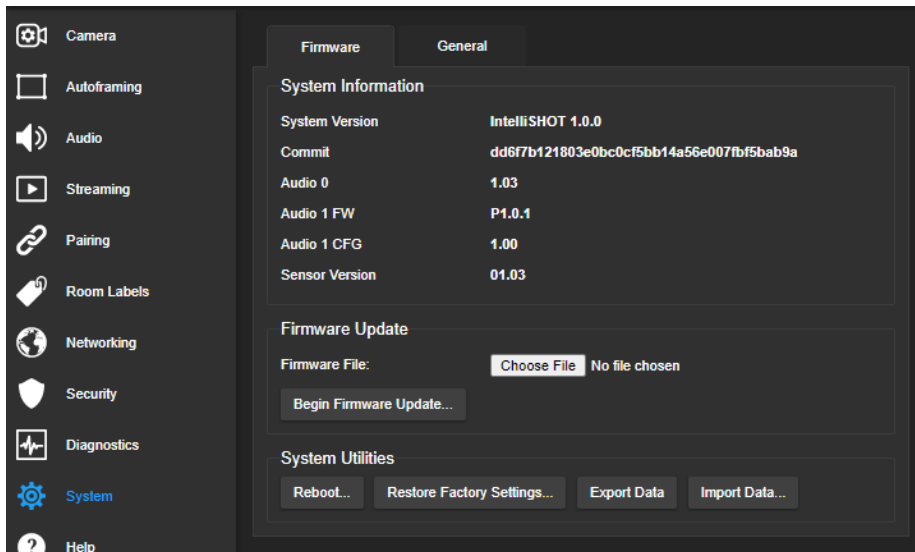 Camera
Autoframing
Audio
Streaming
Pairing
Room Labels
Networking
Security
Diagnostics
System
Help
Firmware General
System Information
System Version IntelliSHOT 1.0.0
Commit dd6f7b121803e0bc0cf5bb14a56e007fbf5bab9a
Audio 0 1.03
Audio 1 FW P1.0.1
Audio 1 CFG 1.00
Sensor Version 01.03
Firmware Update
Firmware File: Choose File No file chosen
Begin Firmware Update...
System Utilities
Reboot... Restore Factory Settings... Export Data Import Data...